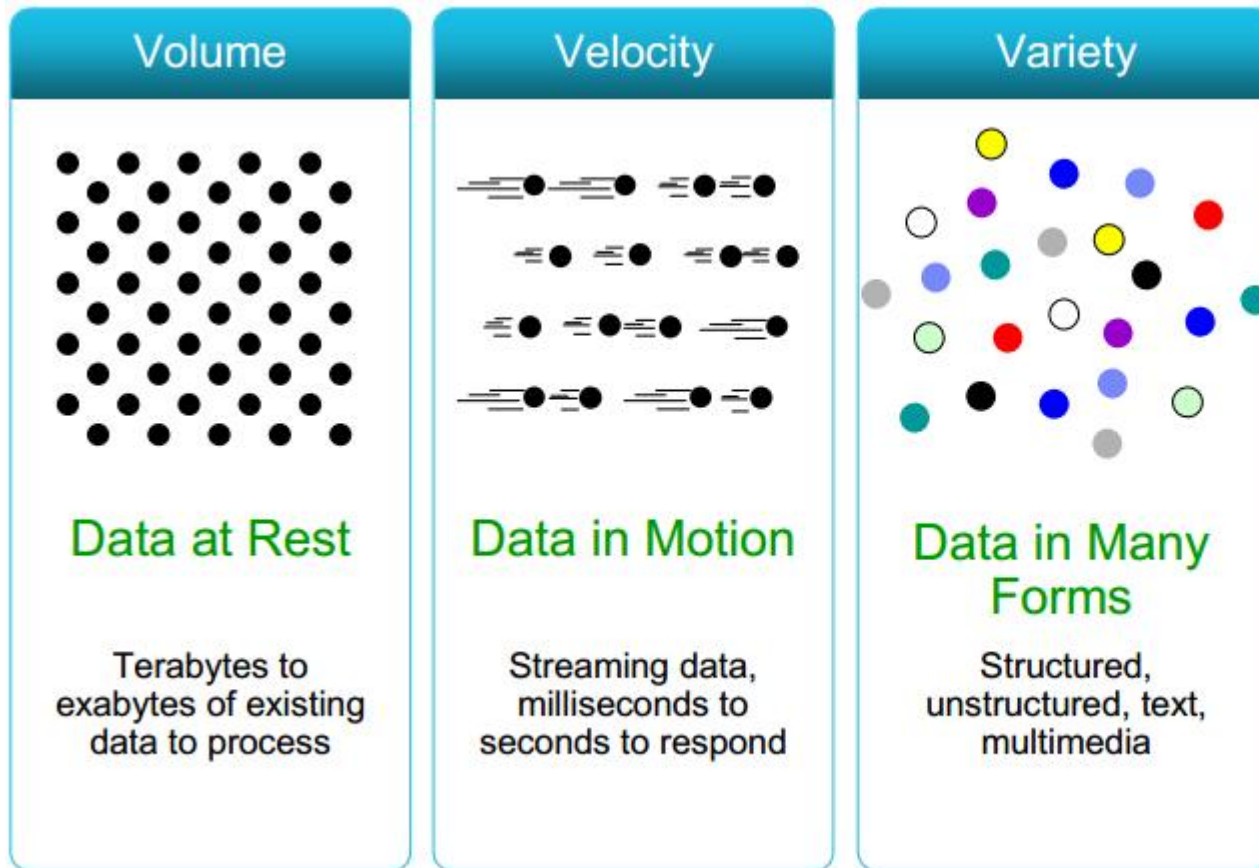 Volume
Data at Rest
Terabytes to
exabytes of existing
data to process
Velocity
Data in Motion
Streaming data,
milliseconds to
seconds to respond
Variety
Data in Many
Forms
Structured,
unstructured, text,
multimedia